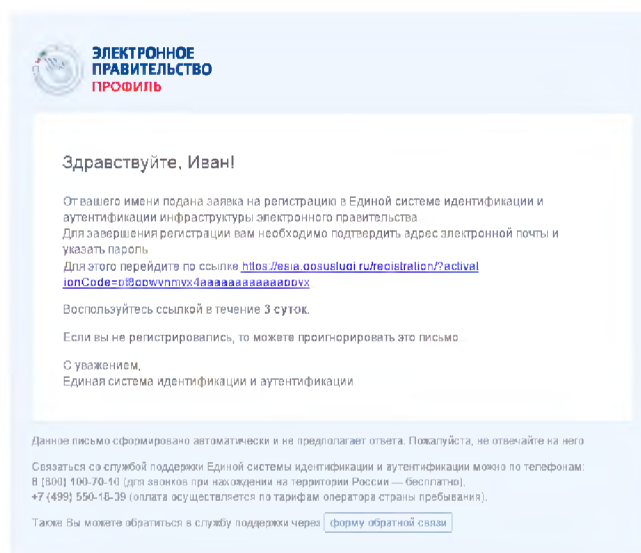 ЭЛЕКТРОННОЕ
ПРАВИТЕЛЬСТВО
ПРОФИЛЬ
Здравствуйте, Иван!
От вашего имени подана заявка на регистрацию в Единой системе идентификации и
аутентификации инфраструктуры электронного правительства.
Для завершения регистрации вам необходимо подтвердить адрес электронной почты и
указать пароль
Для этого перейдите по ссылке https://esia.gosuslugi.ru/registration/?activat
ionCode=
Воспользуйтесь ссылкой в течение 3 суток.
Если вы не регистрировались, то можете проигнорировать это письмо.
С уважением,
Единая система идентификации и аутентификации
Данное письмо сформировано автоматически и не предполагает ответа. Пожалуйста, не отвечайте на него
Связаться со службой поддержки Единой системы идентификации и аутентификации можно по телефонам:
8 (800) 100-70-10 (для звонков при нахождении на территории России — бесплатно),
+7 (499) 550-18-39 (оплата осуществляется по тарифам оператора страны пребывания).
Также Вы можете обратиться в службу поддержки через форму обратной связи